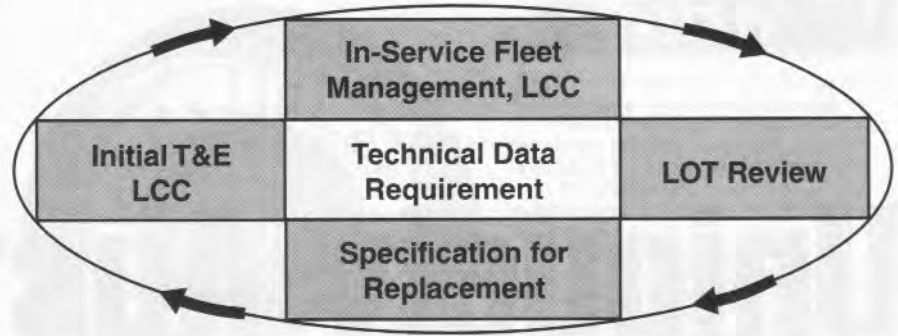 In-Service Fleet
Management, LCC
Initial T&E
LCC
Technical Data
Requirement
LOT Review
Specification for
Replacement